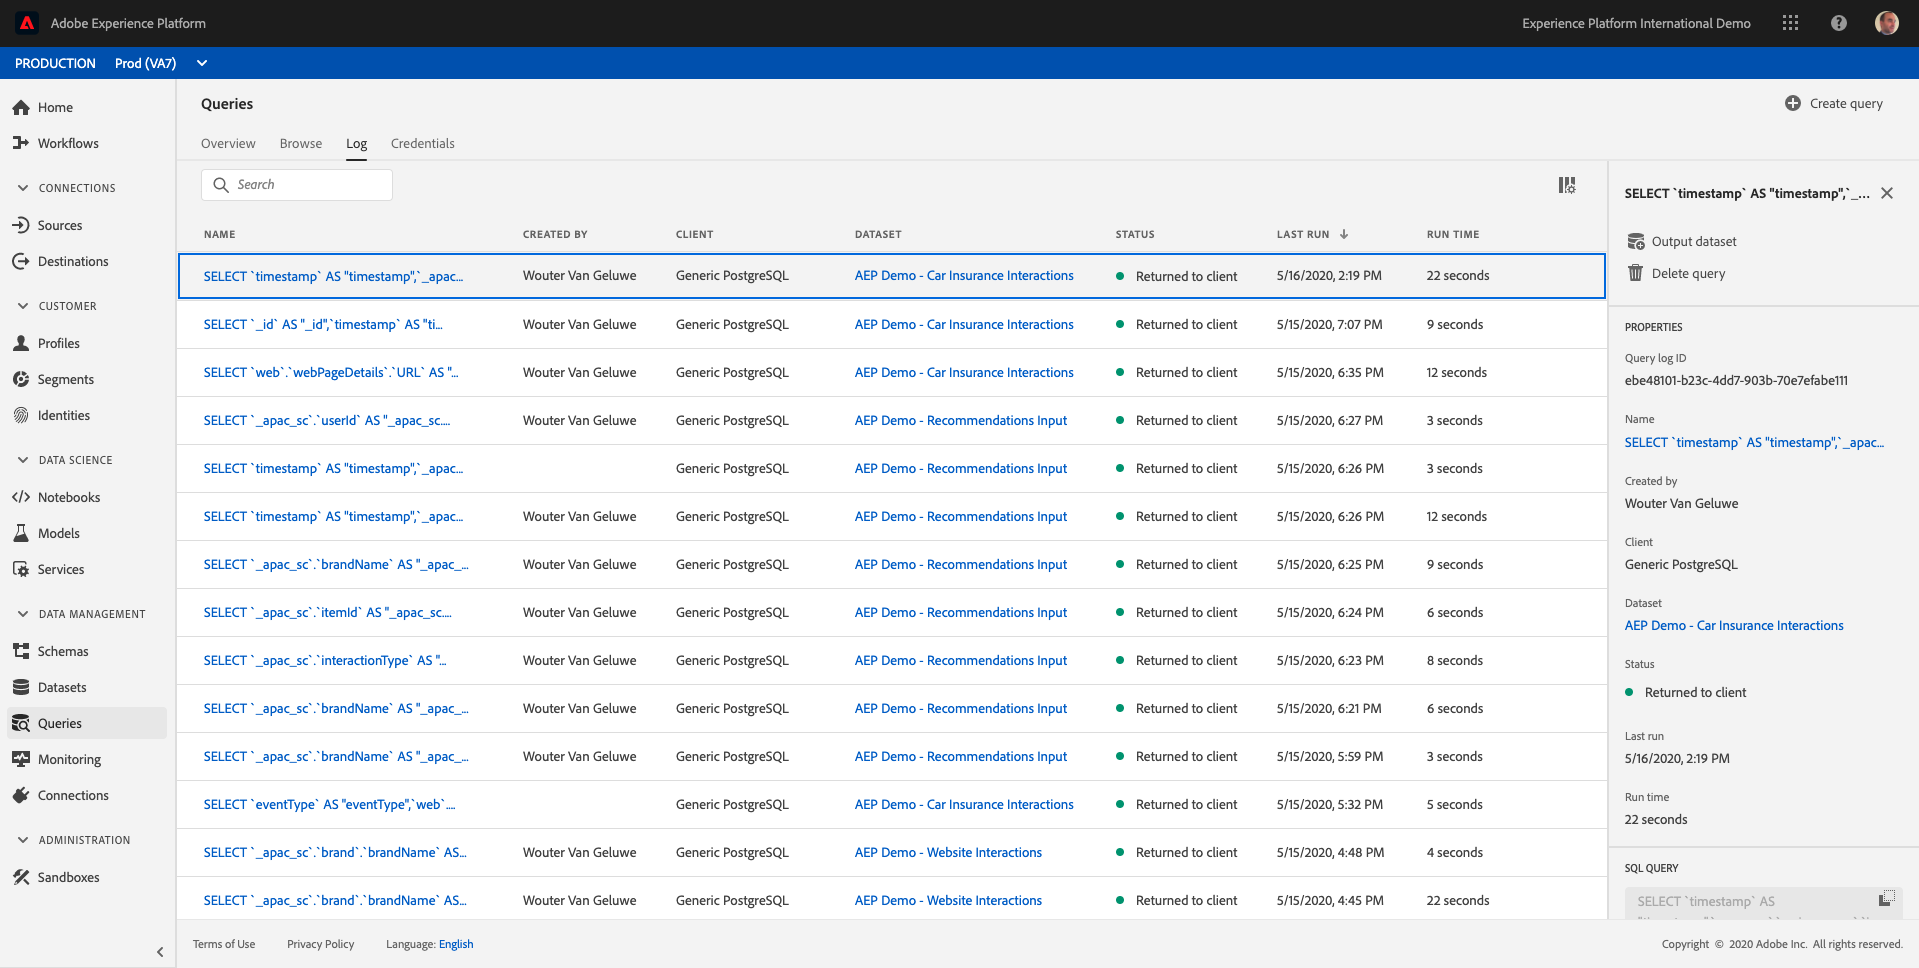 Adobe Experience Platform
Experience Platform International Demo
PRODUCTION Prod (VA7)
Home
Workflows
CONNECTIONS
Sources
Destinations
CUSTOMER
Profiles
Segments
Identities
DATA SCIENCE
Notebooks
Models
Services
DATA MANAGEMENT
Schemas
Datasets
Queries
Monitoring
Connections
ADMINISTRATION
Sandboxes
Queries
Create query
Overview Browse Log Credentials
Search
NAME CREATED BY CLIENT DATASET STATUS LAST RUN RUN TIME
SELECT `timestamp` AS "timestamp",`_apac... Wouter Van Geluwe Generic PostgreSQL AEP Demo - Car Insurance Interactions Returned to client 5/16/2020, 2:19 PM 22 seconds
SELECT `_id` AS "_id",`timestamp` AS "ti... Wouter Van Geluwe Generic PostgreSQL AEP Demo - Car Insurance Interactions Returned to client 5/15/2020, 7:07 PM 9 seconds
SELECT `web`.`webPageDetails`.`URL` AS "... Wouter Van Geluwe Generic PostgreSQL AEP Demo - Car Insurance Interactions Returned to client 5/15/2020, 6:35 PM 12 seconds
SELECT `_apac_sc`.`userId` AS "_apac_sc.... Wouter Van Geluwe Generic PostgreSQL AEP Demo - Recommendations Input Returned to client 5/15/2020, 6:27 PM 3 seconds
SELECT `timestamp` AS "timestamp",`_apac... Generic PostgreSQL AEP Demo - Recommendations Input Returned to client 5/15/2020, 6:26 PM 3 seconds
SELECT `timestamp` AS "timestamp",`_apac... Wouter Van Geluwe Generic PostgreSQL AEP Demo - Recommendations Input Returned to client 5/15/2020, 6:26 PM 12 seconds
SELECT `_apac_sc`.`brandName` AS "_apac_... Wouter Van Geluwe Generic PostgreSQL AEP Demo - Recommendations Input Returned to client 5/15/2020, 6:25 PM 9 seconds
SELECT `_apac_sc`.`itemId` AS "_apac_sc.... Wouter Van Geluwe Generic PostgreSQL AEP Demo - Recommendations Input Returned to client 5/15/2020, 6:24 PM 6 seconds
SELECT `_apac_sc`.`interactionType` AS "... Wouter Van Geluwe Generic PostgreSQL AEP Demo - Recommendations Input Returned to client 5/15/2020, 6:23 PM 8 seconds
SELECT `_apac_sc`.`brandName` AS "_apac_... Wouter Van Geluwe Generic PostgreSQL AEP Demo - Recommendations Input Returned to client 5/15/2020, 6:21 PM 6 seconds
SELECT `_apac_sc`.`brandName` AS "_apac_... Wouter Van Geluwe Generic PostgreSQL AEP Demo - Recommendations Input Returned to client 5/15/2020, 5:59 PM 3 seconds
SELECT `eventType` AS "eventType",`web`.... Generic PostgreSQL AEP Demo - Car Insurance Interactions Returned to client 5/15/2020, 5:32 PM 5 seconds
SELECT `_apac_sc`.`brand`.`brandName` AS... Wouter Van Geluwe Generic PostgreSQL AEP Demo - Website Interactions Returned to client 5/15/2020, 4:48 PM 4 seconds
SELECT `_apac_sc`.`brand`.`brandName` AS... Wouter Van Geluwe Generic PostgreSQL AEP Demo - Website Interactions Returned to client 5/15/2020, 4:45 PM 22 seconds
SELECT `timestamp` AS "timestamp",`_...
Output dataset
Delete query
PROPERTIES
Query log ID
ebe48101-b23c-4dd7-903b-70e7efabe111
Name
SELECT `timestamp` AS "timestamp",`_apac...
Created by
Wouter Van Geluwe
Client
Generic PostgreSQL
Dataset
AEP Demo - Car Insurance Interactions
Status
Returned to client
Last run
5/16/2020, 2:19 PM
Run time
22 seconds
SQL QUERY
SELECT `timestamp` AS
Terms of Use Privacy Policy Language: English
Copyright © 2020 Adobe Inc. All rights reserved.